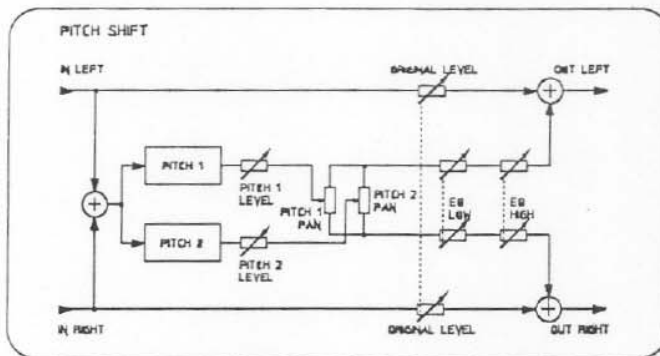 PITCH SHIFT
IN LEFT
ORIGINAL LEVEL
OUT LEFT
PITCH 1
PITCH 1
LEVEL
PITCH 1
PAN
PITCH 2
PAN
EQ
LOW
EQ
HIGH
PITCH 2
PITCH 2
LEVEL
IN RIGHT
ORIGINAL LEVEL
OUT RIGHT